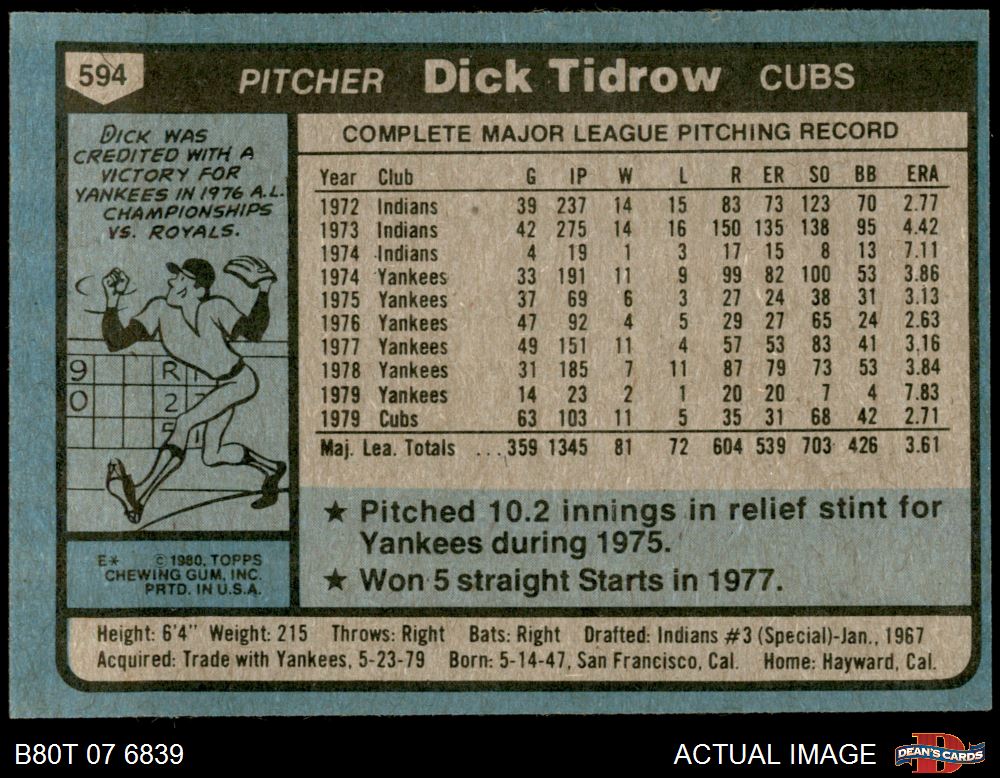 594 PITCHER Dick Tidrow CUBS
DICK WAS
CREDITED WITH A
VICTORY FOR
YANKEES IN 1976 A.L.
CHAMPIONSHIPS
VS. ROYALS.
9 R
0 2
5
E* © 1980, TOPPS
CHEWING GUM, INC.
PRTD. IN U.S.A.
COMPLETE MAJOR LEAGUE PITCHING RECORD
Year Club G IP W L R ER SO BB ERA
1972 Indians 39 237 14 15 83 73 123 70 2.77
1973 Indians 42 275 14 16 150 135 138 95 4.42
1974 Indians 4 19 1 3 17 15 8 13 7.11
1974 Yankees 33 191 11 9 99 82 100 53 3.86
1975 Yankees 37 69 6 3 27 24 38 31 3.13
1976 Yankees 47 92 4 5 29 27 65 24 2.63
1977 Yankees 49 151 11 4 57 53 83 41 3.16
1978 Yankees 31 185 7 11 87 79 73 53 3.84
1979 Yankees 14 23 2 1 20 20 7 4 7.83
1979 Cubs 63 103 11 5 35 31 68 42 2.71
Maj. Lea. Totals ... 359 1345 81 72 604 539 703 426 3.61
★ Pitched 10.2 innings in relief stint for
Yankees during 1975.
★ Won 5 straight Starts in 1977.
Height: 6'4" Weight: 215 Throws: Right Bats: Right Drafted: Indians #3 (Special)-Jan., 1967
Acquired: Trade with Yankees, 5-23-79 Born: 5-14-47, San Francisco, Cal. Home: Hayward, Cal.
B80T 07 6839 ACTUAL IMAGE DEAN'S CARDS